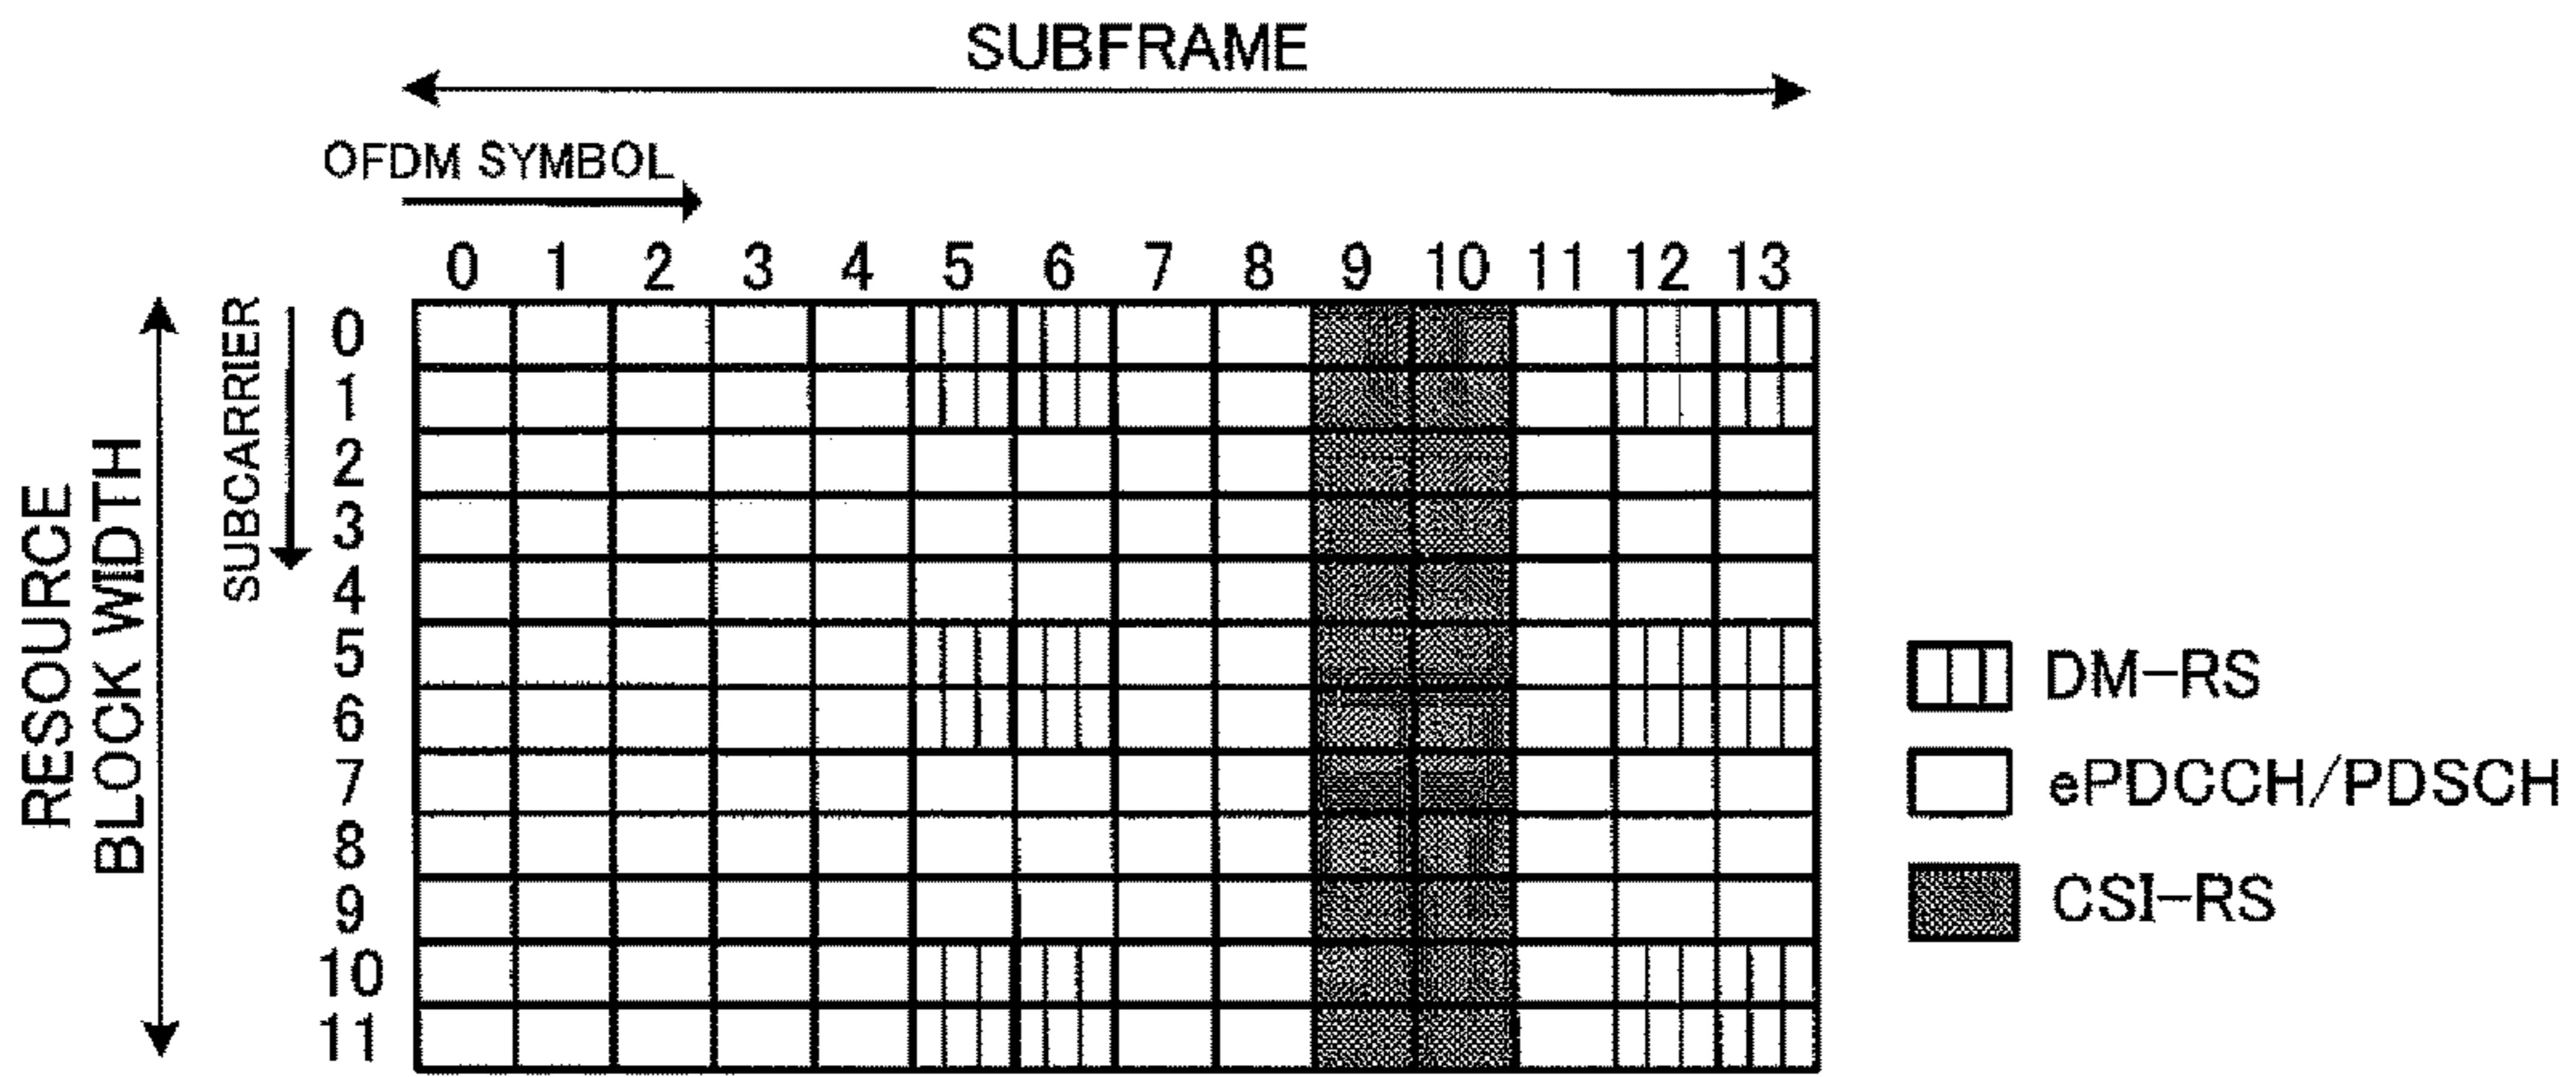 SUBFRAME
OFDM SYMBOL
0 1 2 3 4 5 6 7 8 9 10 11 12 13
RESOURCE
BLOCK WIDTH
SUBCARRIER
0
1
2
3
4
5
6
7
8
9
10
11
DM-RS
ePDCCH/PDSCH
CSI-RS